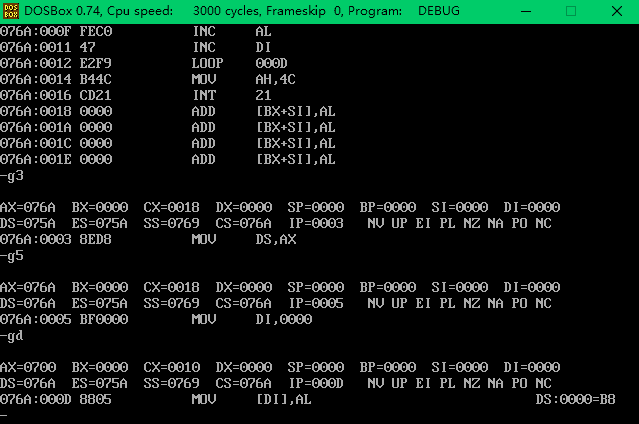 DOSBox 0.74, Cpu speed: 3000 cycles, Frameskip 0, Program: DEBUG
076A:000F FEC0 INC AL
076A:0011 47 INC DI
076A:0012 E2F9 LOOP 000D
076A:0014 B44C MOV AH,4C
076A:0016 CD21 INT 21
076A:0018 0000 ADD [BX+SI],AL
076A:001A 0000 ADD [BX+SI],AL
076A:001C 0000 ADD [BX+SI],AL
076A:001E 0000 ADD [BX+SI],AL
-g3
AX=076A BX=0000 CX=0018 DX=0000 SP=0000 BP=0000 SI=0000 DI=0000
DS=075A ES=075A SS=0769 CS=076A IP=0003 NV UP EI PL NZ NA PO NC
076A:0003 8ED8 MOV DS,AX
-g5
AX=076A BX=0000 CX=0018 DX=0000 SP=0000 BP=0000 SI=0000 DI=0000
DS=076A ES=075A SS=0769 CS=076A IP=0005 NV UP EI PL NZ NA PO NC
076A:0005 BF0000 MOV DI,0000
-gd
AX=0700 BX=0000 CX=0010 DX=0000 SP=0000 BP=0000 SI=0000 DI=0000
DS=076A ES=075A SS=0769 CS=076A IP=000D NV UP EI PL NZ NA PO NC
076A:000D 8805 MOV [DI],AL DS:0000=B8
-